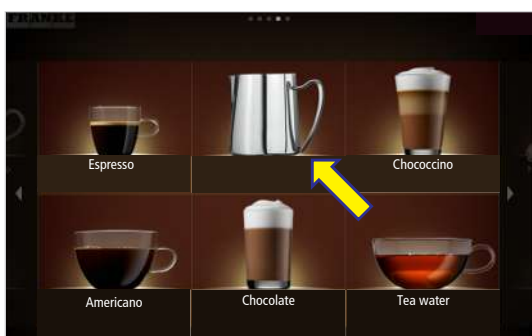 FRANKE
Espresso
Chococcino
Americano
Chocolate
Tea water